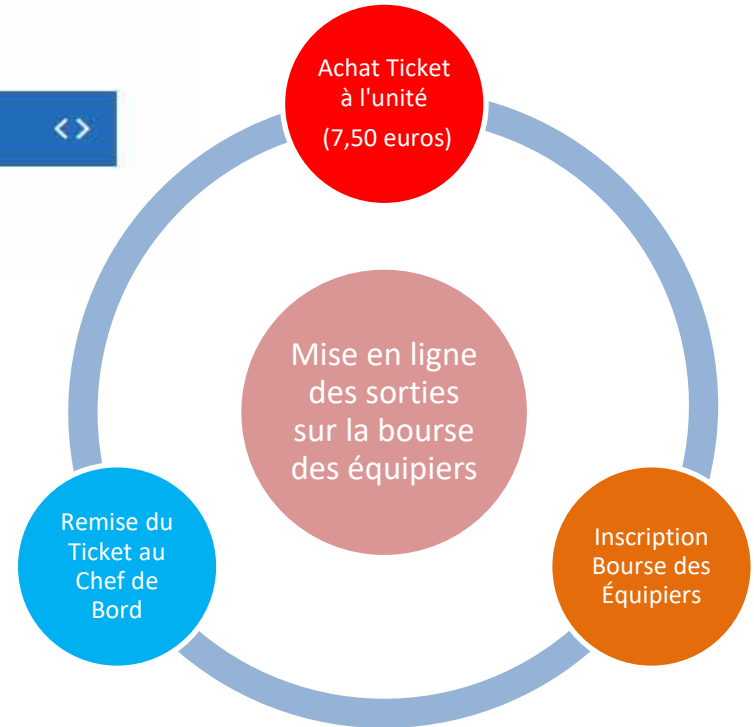 Achat Ticket
à l'unité
(7,50 euros)
< >
Mise en ligne
des sorties
sur la bourse
des équipiers
Remise du
Ticket au
Chef de
Bord
Inscription
Bourse des
Équipiers